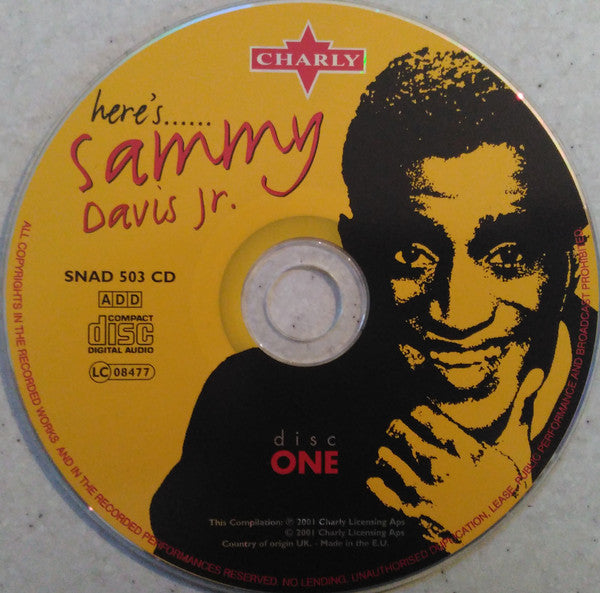 CHARLY
here's......
sammy
Davis Jr.
SNAD 503 CD
ADD
COMPACT
disc
DIGITAL AUDIO
LC 08477
disc
ONE
This Compilation: ℗ 2001 Charly Licensing Aps
© 2001 Charly Licensing Aps
Country of origin UK. - Made in the E.U.
ALL COPYRIGHTS IN THE RECORDED WORKS. AND IN THE RECORDED PERFORMANCES RESERVED. NO LENDING, UNAUTHORISED DUPLICATION, LEASE, PUBLIC PERFORMANCE AND BROADCAST PROHIBITED.